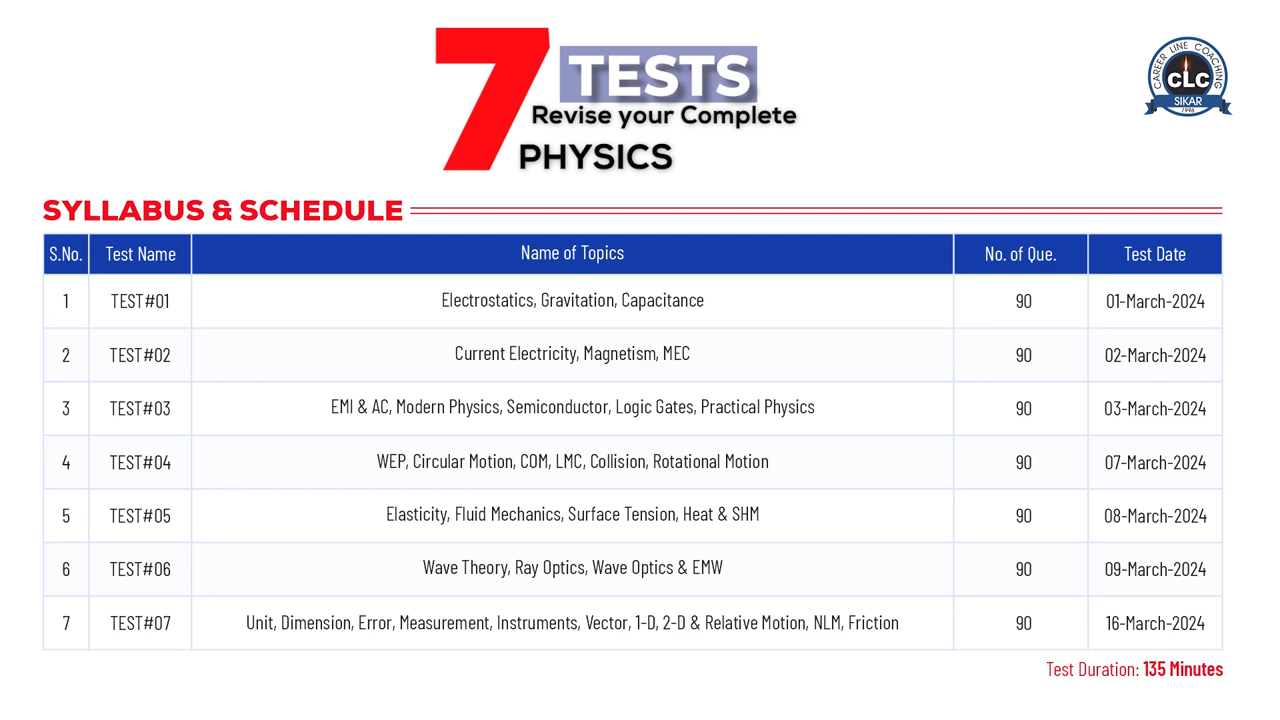 7 TESTS
Revise your Complete
PHYSICS
CAREER LINE COACHING
CLC
SIKAR
1996
SYLLABUS & SCHEDULE
S.No. Test Name Name of Topics No. of Que. Test Date
1 TEST#01 Electrostatics, Gravitation, Capacitance 90 01-March-2024
2 TEST#02 Current Electricity, Magnetism, MEC 90 02-March-2024
3 TEST#03 EMI & AC, Modern Physics, Semiconductor, Logic Gates, Practical Physics 90 03-March-2024
4 TEST#04 WEP, Circular Motion, COM, LMC, Collision, Rotational Motion 90 07-March-2024
5 TEST#05 Elasticity, Fluid Mechanics, Surface Tension, Heat & SHM 90 08-March-2024
6 TEST#06 Wave Theory, Ray Optics, Wave Optics & EMW 90 09-March-2024
7 TEST#07 Unit, Dimension, Error, Measurement, Instruments, Vector, 1-D, 2-D & Relative Motion, NLM, Friction 90 16-March-2024
Test Duration: 135 Minutes